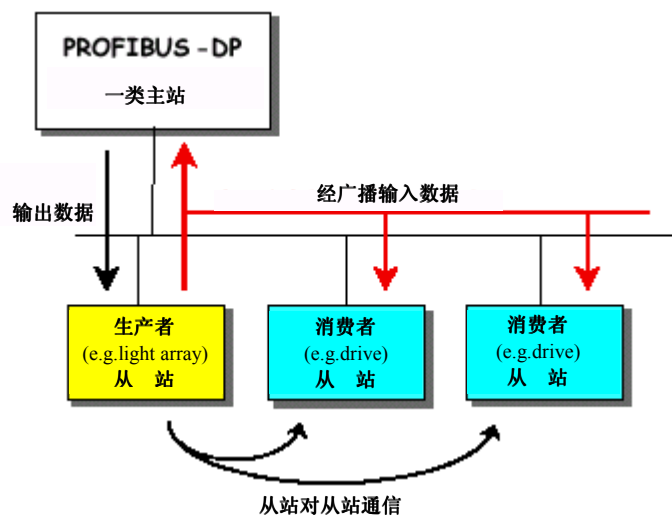 PROFIBUS - DP
一类主站
输出数据
经广播输入数据
生产者
(e.g.light array)
从 站
消费者
(e.g.drive)
从 站
消费者
(e.g.drive)
从 站
从站对从站通信